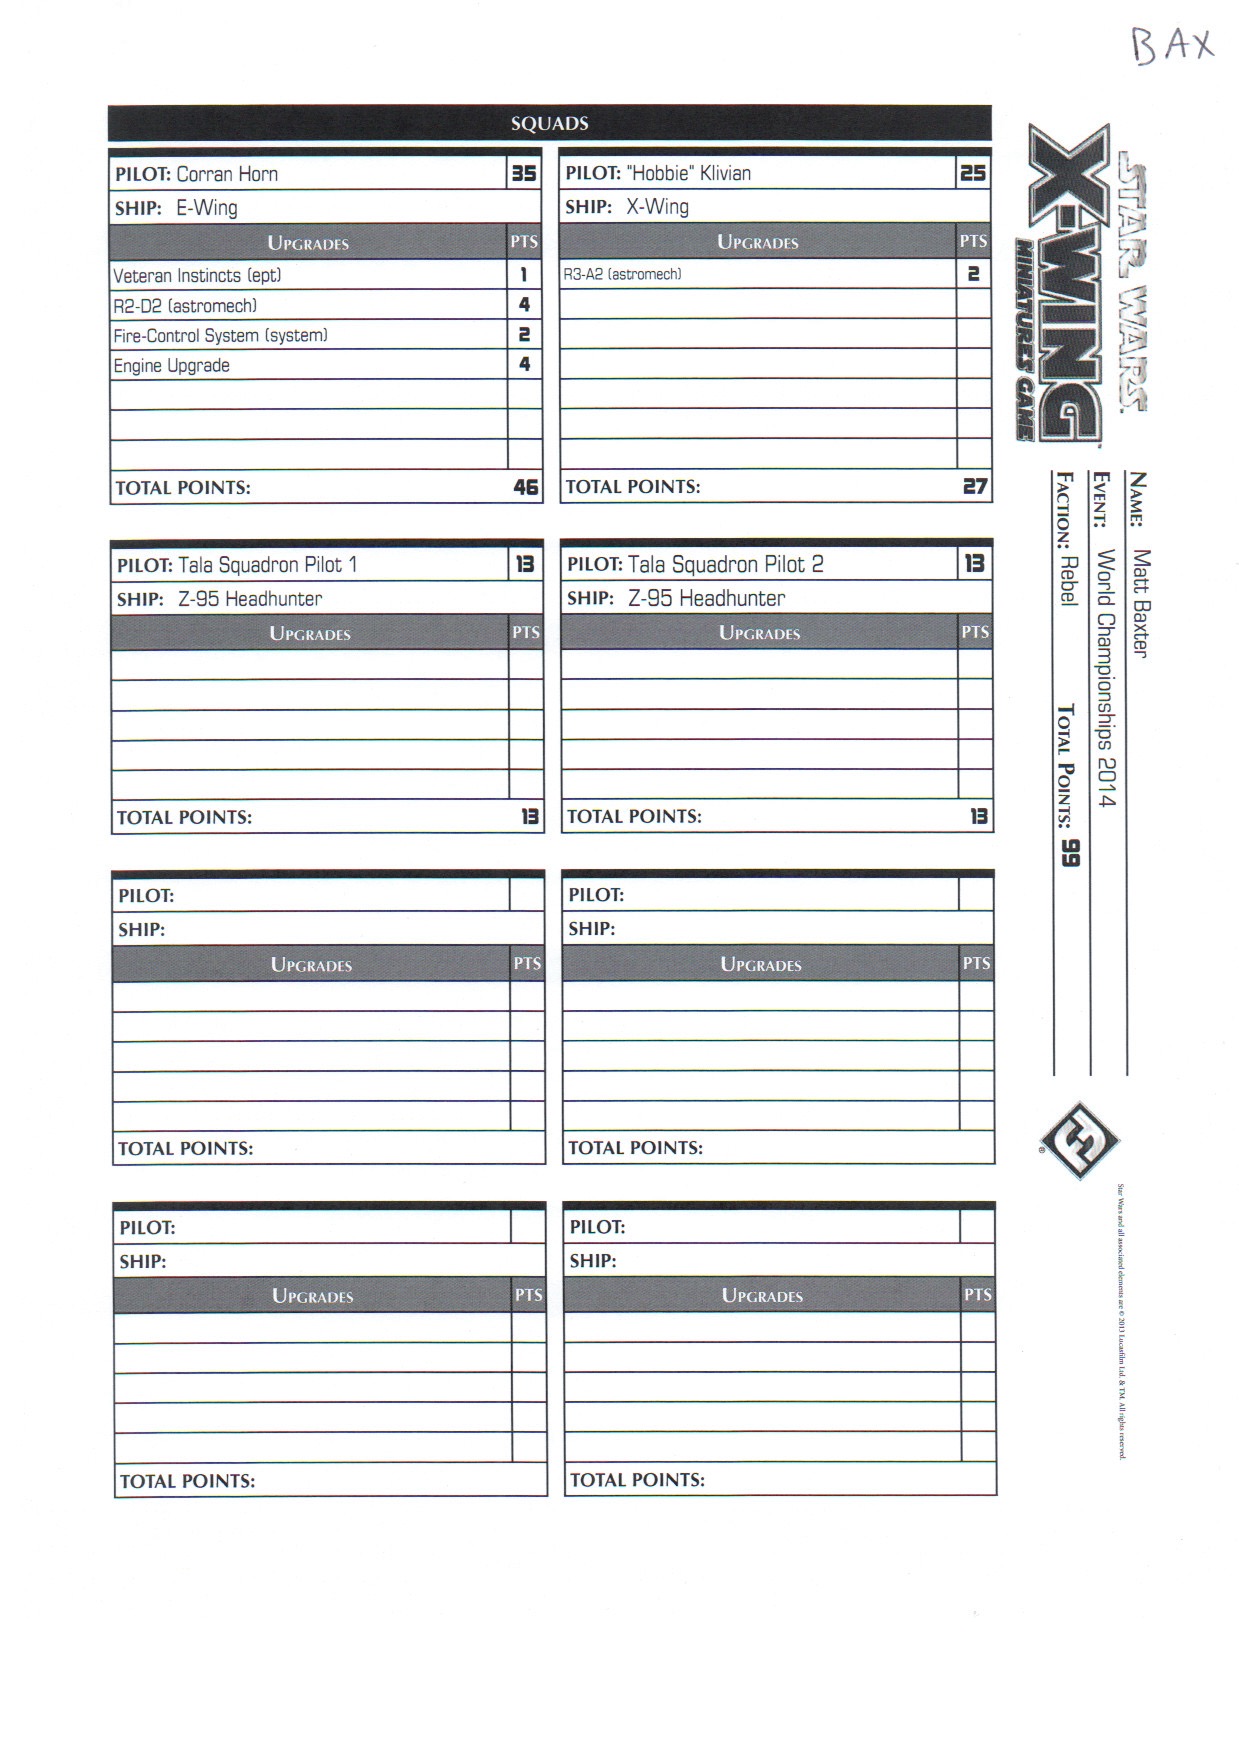 BAX
SQUADS
PILOT: Corran Horn 35
SHIP: E-Wing
UPGRADES PTS
Veteran Instincts (ept) 1
R2-D2 (astromech) 4
Fire-Control System (system) 2
Engine Upgrade 4
TOTAL POINTS: 46
PILOT: "Hobbie" Klivian 25
SHIP: X-Wing
UPGRADES PTS
R3-A2 (astromech) 2
TOTAL POINTS: 27
PILOT: Tala Squadron Pilot 1 13
SHIP: Z-95 Headhunter
UPGRADES PTS
TOTAL POINTS: 13
PILOT: Tala Squadron Pilot 2 13
SHIP: Z-95 Headhunter
UPGRADES PTS
TOTAL POINTS: 13
PILOT:
SHIP:
UPGRADES PTS
TOTAL POINTS:
PILOT:
SHIP:
UPGRADES PTS
TOTAL POINTS:
PILOT:
SHIP:
UPGRADES PTS
TOTAL POINTS:
PILOT:
SHIP:
UPGRADES PTS
TOTAL POINTS:
STAR WARS.
X-WING™
MINIATURES GAME
NAME: Matt Baxter
EVENT: World Championships 2014
FACTION: Rebel TOTAL POINTS: 99
®
Star Wars and all associated elements are © 2013 Lucasfilm Ltd. & TM. All rights reserved.